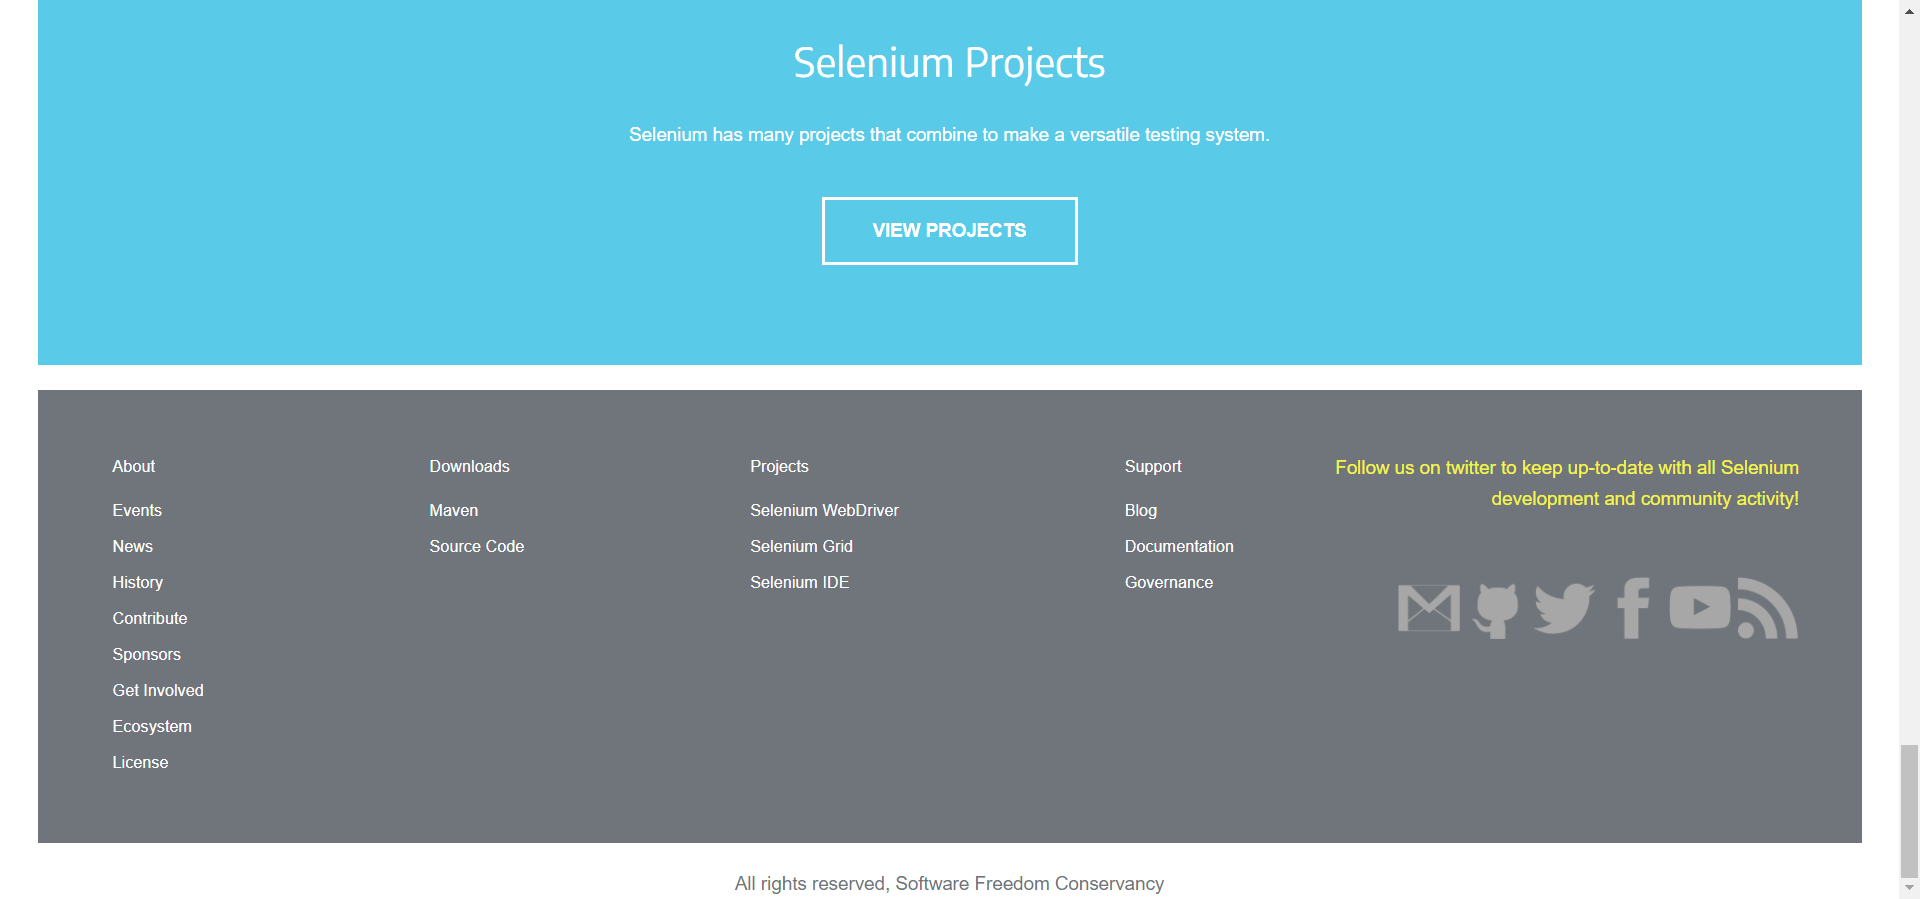 Selenium Projects
Selenium has many projects that combine to make a versatile testing system.
VIEW PROJECTS
About
Events
News
History
Contribute
Sponsors
Get Involved
Ecosystem
License
Downloads
Maven
Source Code
Projects
Selenium WebDriver
Selenium Grid
Selenium IDE
Support
Blog
Documentation
Governance
Follow us on twitter to keep up-to-date with all Selenium
development and community activity!
All rights reserved, Software Freedom Conservancy